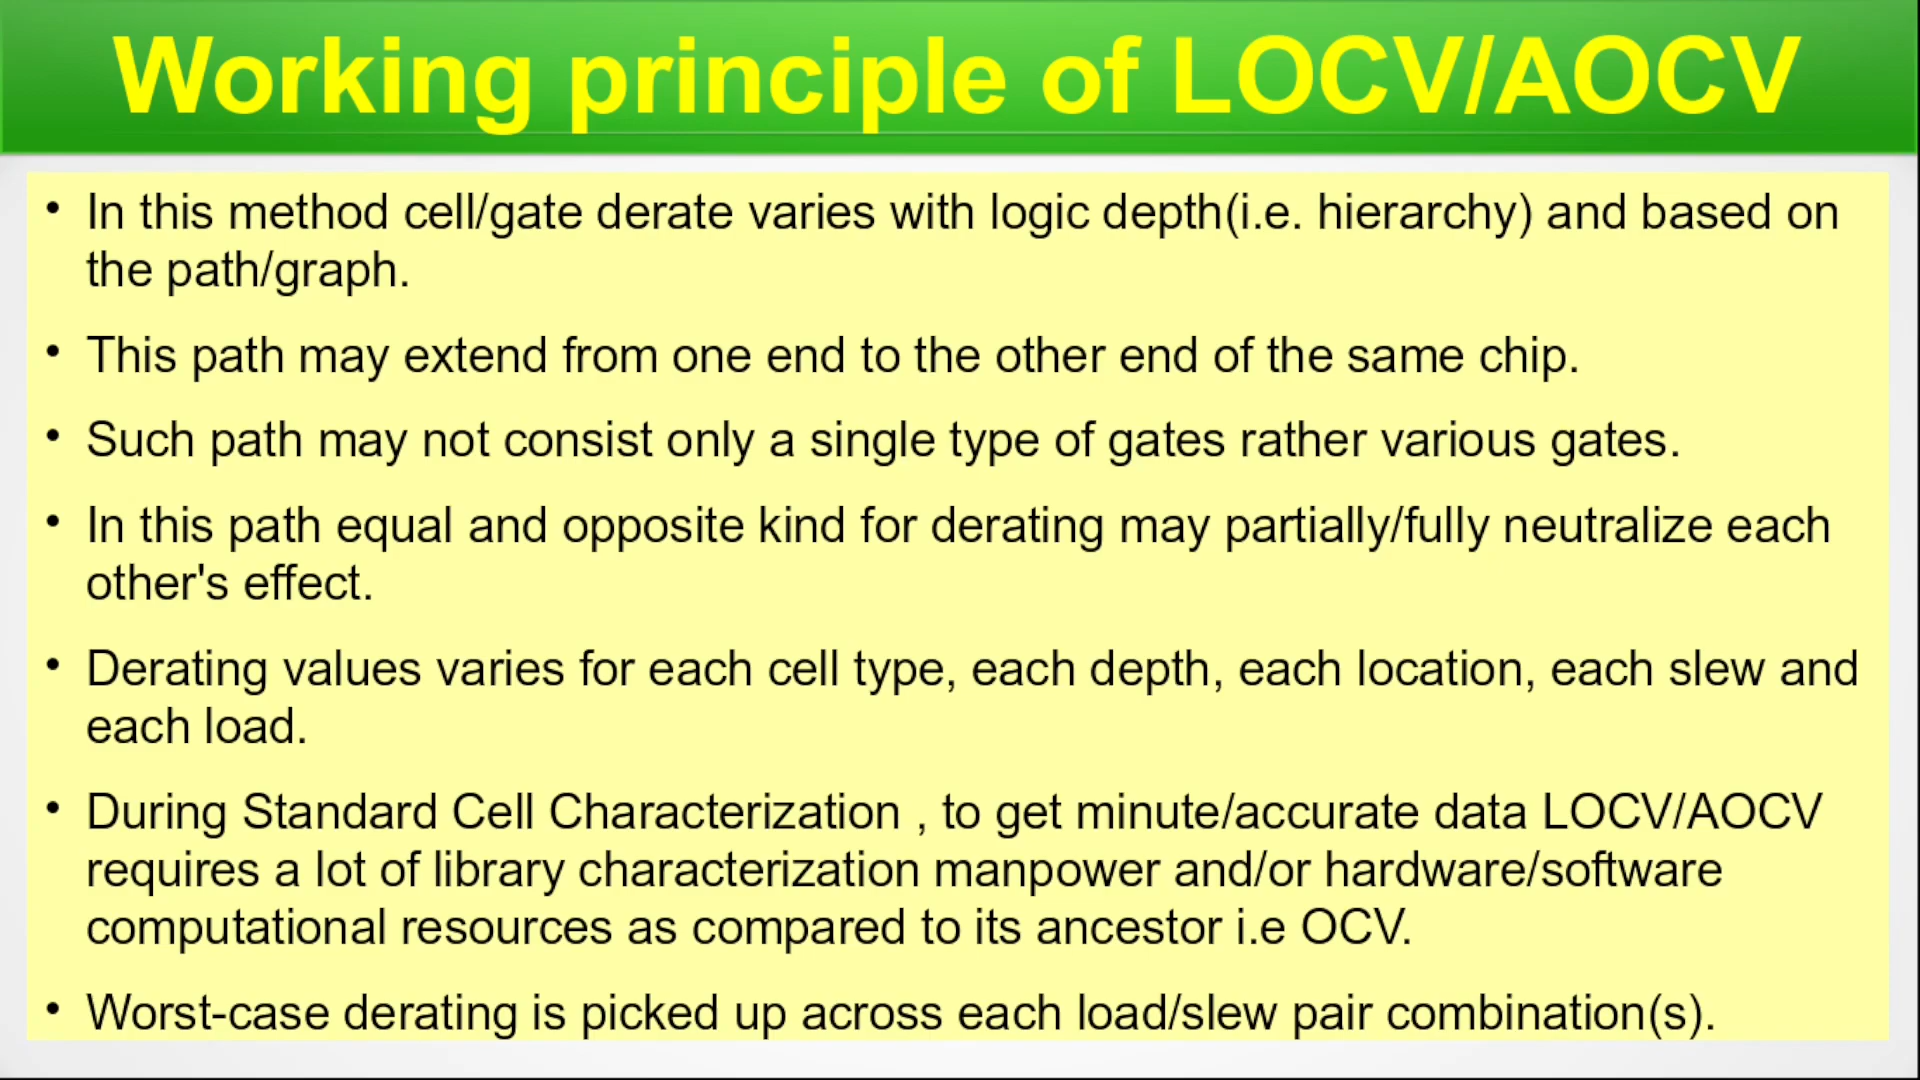 Working principle of LOCV/AOCV
• In this method cell/gate derate varies with logic depth(i.e. hierarchy) and based on
the path/graph.
• This path may extend from one end to the other end of the same chip.
• Such path may not consist only a single type of gates rather various gates.
• In this path equal and opposite kind for derating may partially/fully neutralize each
other's effect.
• Derating values varies for each cell type, each depth, each location, each slew and
each load.
• During Standard Cell Characterization , to get minute/accurate data LOCV/AOCV
requires a lot of library characterization manpower and/or hardware/software
computational resources as compared to its ancestor i.e OCV.
• Worst-case derating is picked up across each load/slew pair combination(s).